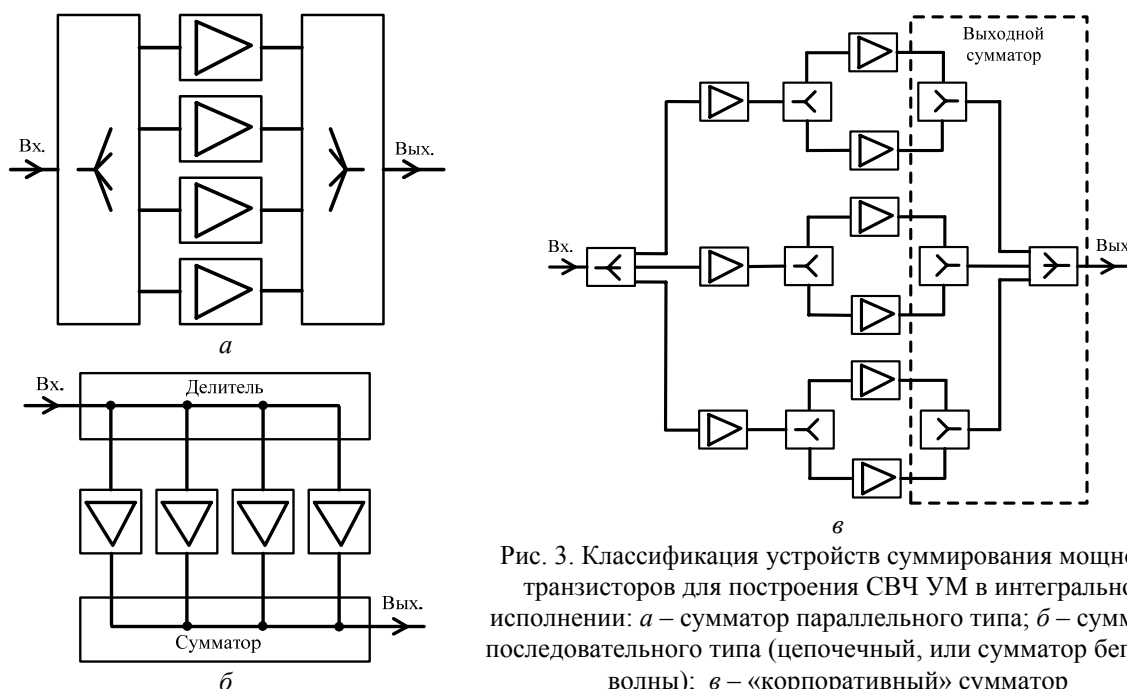 Вх.
Вых.
а
Вх.
Делитель
Сумматор
Вых.
б
Выходной
сумматор
Вх.
Вых
в
Рис. 3. Классификация устройств суммирования мощно
транзисторов для построения СВЧ УМ в интегрально
исполнении: а – сумматор параллельного типа; б – сумм
последовательного типа (цепочечный, или сумматор бег
волны); в – «корпоративный» сумматор